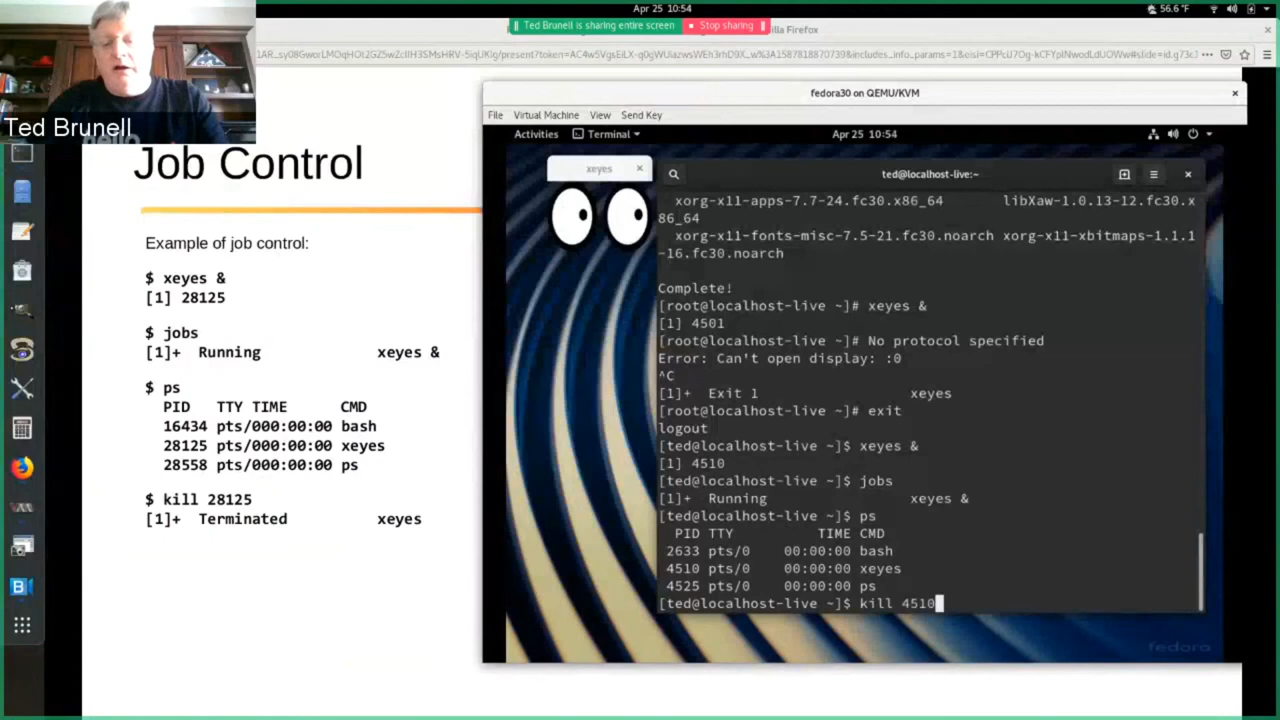 Apr 25 10:54
56.6 °F
Ted Brunell is sharing entire screen
Stop sharing
Firefox
Ted Brunell
Job Control
Example of job control:
$ xeyes &
[1] 28125
$ jobs
[1]+  Running            xeyes &
$ ps
PID   TTY TIME      CMD
16434 pts/000:00:00 bash
28125 pts/000:00:00 xeyes
28558 pts/000:00:00 ps
$ kill 28125
[1]+  Terminated         xeyes
fedora30 on QEMU/KVM
File Virtual Machine View Send Key
Activities Terminal Apr 25 10:54
xeyes
ted@localhost-live:~
xorg-x11-apps-7.7-24.fc30.x86_64       libXaw-1.0.13-12.fc30.x
86_64
xorg-x11-fonts-misc-7.5-21.fc30.noarch xorg-x11-xbitmaps-1.1.1
-16.fc30.noarch
Complete!
[root@localhost-live ~]# xeyes &
[1] 4501
[root@localhost-live ~]# No protocol specified
Error: Can't open display: :0
^C
[1]+  Exit 1                  xeyes
[root@localhost-live ~]# exit
logout
[ted@localhost-live ~]$ xeyes &
[1] 4510
[ted@localhost-live ~]$ jobs
[1]+  Running                 xeyes &
[ted@localhost-live ~]$ ps
PID TTY          TIME CMD
2633 pts/0    00:00:00 bash
4510 pts/0    00:00:00 xeyes
4525 pts/0    00:00:00 ps
[ted@localhost-live ~]$ kill 4510
fedora